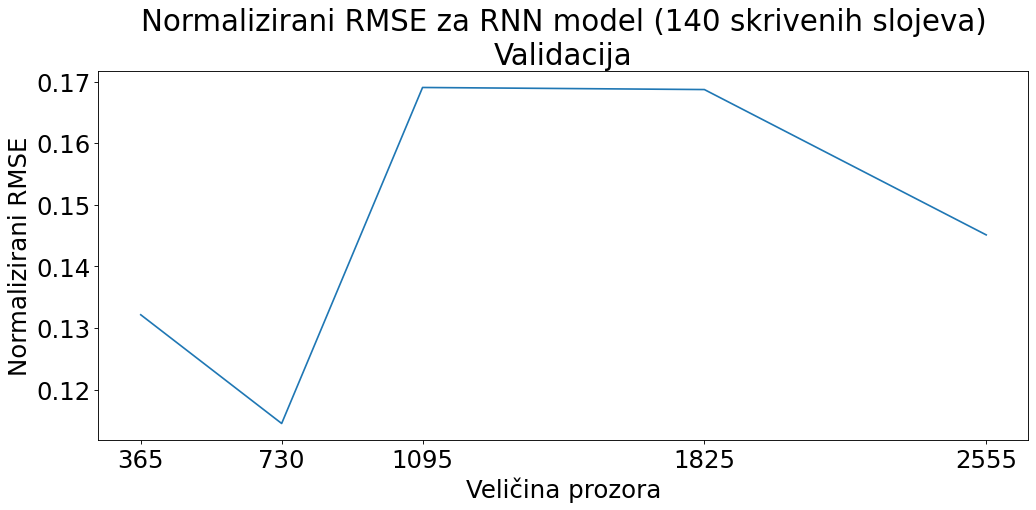 Normalizirani RMSE za RNN model (140 skrivenih slojeva)
Validacija
Normalizirani RMSE
0.17
0.16
0.15
0.14
0.13
0.12
365 730 1095 1825 2555
Veličina prozora